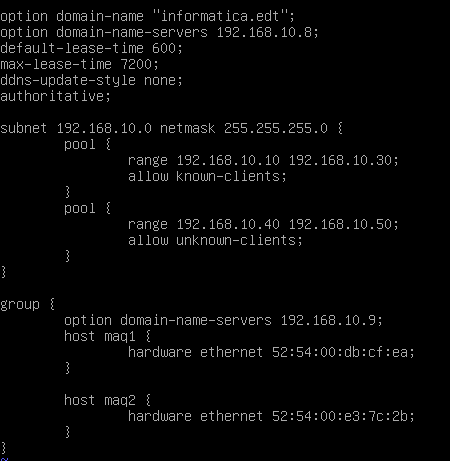 option domain-name "informatica.edt";
option domain-name-servers 192.168.10.8;
default-lease-time 600;
max-lease-time 7200;
ddns-update-style none;
authoritative;

subnet 192.168.10.0 netmask 255.255.255.0 {
        pool {
                range 192.168.10.10 192.168.10.30;
                allow known-clients;
        }
        pool {
                range 192.168.10.40 192.168.10.50;
                allow unknown-clients;
        }
}

group {
        option domain-name-servers 192.168.10.9;
        host maq1 {
                hardware ethernet 52:54:00:db:cf:ea;
        }

        host maq2 {
                hardware ethernet 52:54:00:e3:7c:2b;
        }
}
~